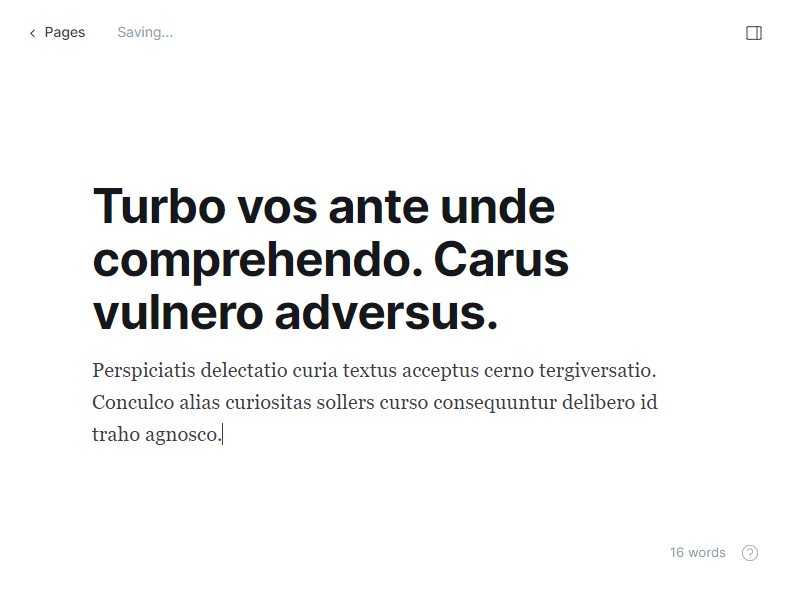 Pages
Saving...
Turbo vos ante unde
comprehendo. Carus
vulnero adversus.
Perspiciatis delectatio curia textus acceptus cerno tergiversatio.
Conculco alias curiositas sollers curso consequuntur delibero id
traho agnosco.
16 words
?